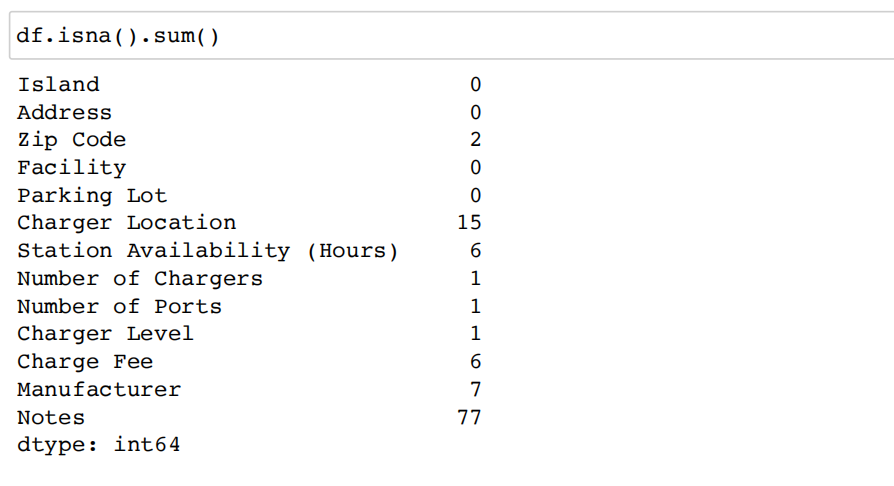 df.isna().sum()
Island 0
Address 0
Zip Code 2
Facility 0
Parking Lot 0
Charger Location 15
Station Availability (Hours) 6
Number of Chargers 1
Number of Ports 1
Charger Level 1
Charge Fee 6
Manufacturer 7
Notes 77
dtype: int64